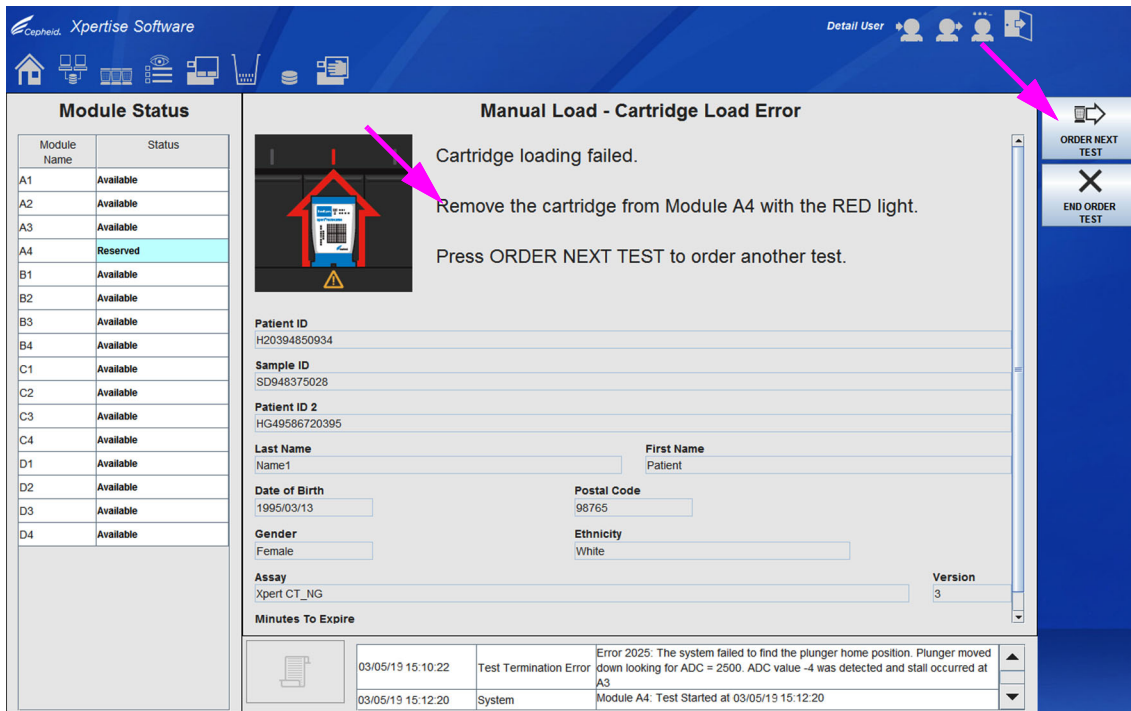 Cepheid. Xpertise Software
Detail User
Module Status
Module Name Status
A1 Available
A2 Available
A3 Available
A4 Reserved
B1 Available
B2 Available
B3 Available
B4 Available
C1 Available
C2 Available
C3 Available
C4 Available
D1 Available
D2 Available
D3 Available
D4 Available
Manual Load - Cartridge Load Error
Cartridge loading failed.
Remove the cartridge from Module A4 with the RED light.
Press ORDER NEXT TEST to order another test.
Patient ID
H20394850934
Sample ID
SD948375028
Patient ID 2
HG49586720395
Last Name First Name
Name1 Patient
Date of Birth Postal Code
1995/03/13 98765
Gender Ethnicity
Female White
Assay Version
Xpert CT_NG 3
Minutes To Expire
03/05/19 15:10:22 Test Termination Error Error 2025: The system failed to find the plunger home position. Plunger moved
down looking for ADC = 2500. ADC value -4 was detected and stall occurred at
A3
03/05/19 15:12:20 System Module A4: Test Started at 03/05/19 15:12:20
ORDER NEXT
TEST
END ORDER
TEST